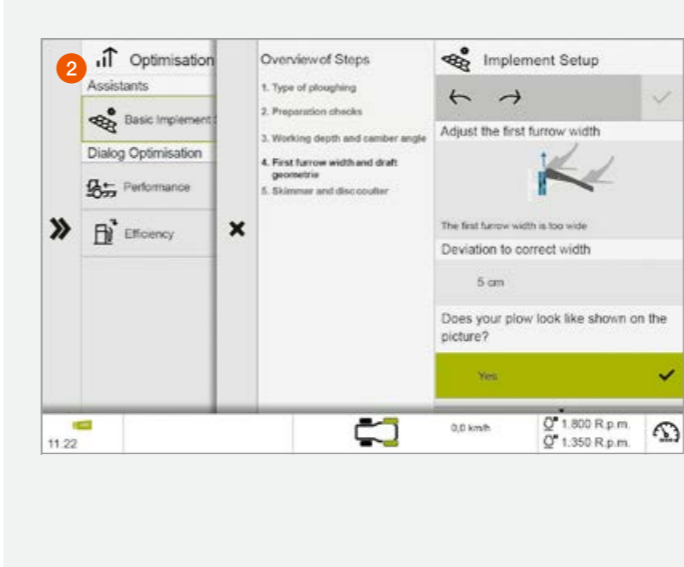 2
Optimisation
Assistants
Basic Implement
Dialog Optimisation
Performance
Efficiency
Overview of Steps
1. Type of ploughing
2. Preparation checks
3. Working depth and camber angle
4. First furrow width and draft
geometrie
5. Skimmer and disc coulter
Implement Setup
Adjust the first furrow width
The first furrow width is too wide
Deviation to correct width
5 cm
Does your plow look like shown on the
picture?
Yes
11.22
0,0 km/h
1.800 R.p.m.
1.350 R.p.m.